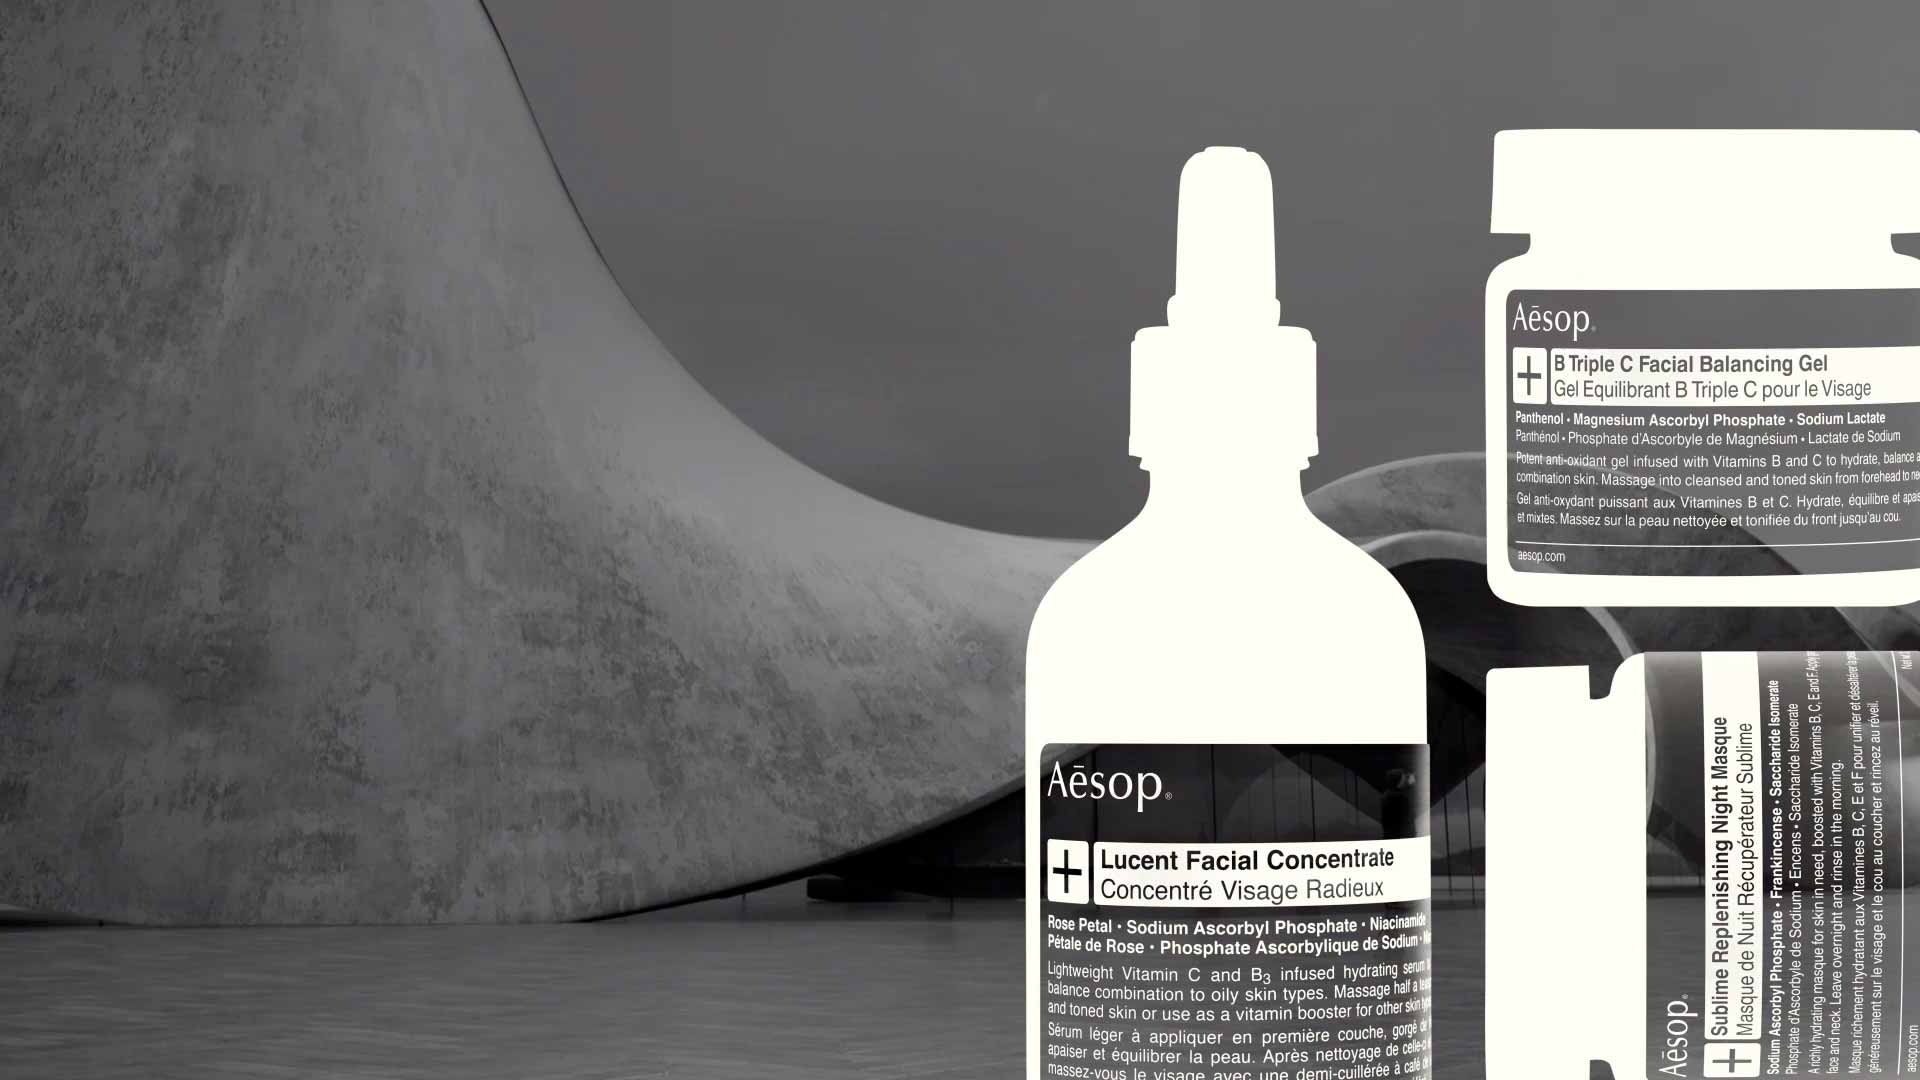 Aēsop®
B Triple C Facial Balancing Gel
Gel Equilibrant B Triple C pour le Visage
Panthenol • Magnesium Ascorbyl Phosphate • Sodium Lactate
Panthénol • Phosphate d'Ascorbyle de Magnésium • Lactate de Sodium
Potent anti-oxidant gel infused with Vitamins B and C to hydrate, balance
combination skin. Massage into cleansed and toned skin from forehead to
Gel anti-oxydant puissant aux Vitamines B et C. Hydrate, équilibre et
et mixtes. Massez sur la peau nettoyée et tonifiée du front jusqu'au cou.
aesop.com
Aēsop®
Lucent Facial Concentrate
Concentré Visage Radieux
Rose Petal • Sodium Ascorbyl Phosphate • Niacinamide
Pétale de Rose • Phosphate Ascorbylique de Sodium •
Lightweight Vitamin C and B3 infused hydrating serum
balance combination to oily skin types. Massage half a
and toned skin or use as a vitamin booster for other skin
Sérum léger à appliquer en première couche, gorgé de
apaiser et équilibrer la peau. Après nettoyage de
massez-vous le visage avec une demi-cuillérée à café de
Aēsop®
Sublime Replenishing Night Masque
Masque de Nuit Récupérateur Sublime
Sodium Ascorbyl Phosphate • Frankincense • Saccharide Isomerate
Phosphate d'Ascorbyle de Sodium • Encens • Saccharide Isomerate
A richly hydrating masque for skin in need, boosted with Vitamins B, C, E and F. Apply
face and neck. Leave overnight and rinse in the morning.
Masque richement hydratant aux Vitamines B, C, E et F pour unifier et désaltérer la
généreusement sur le visage et le cou au coucher et rincez au réveil.
aesop.com